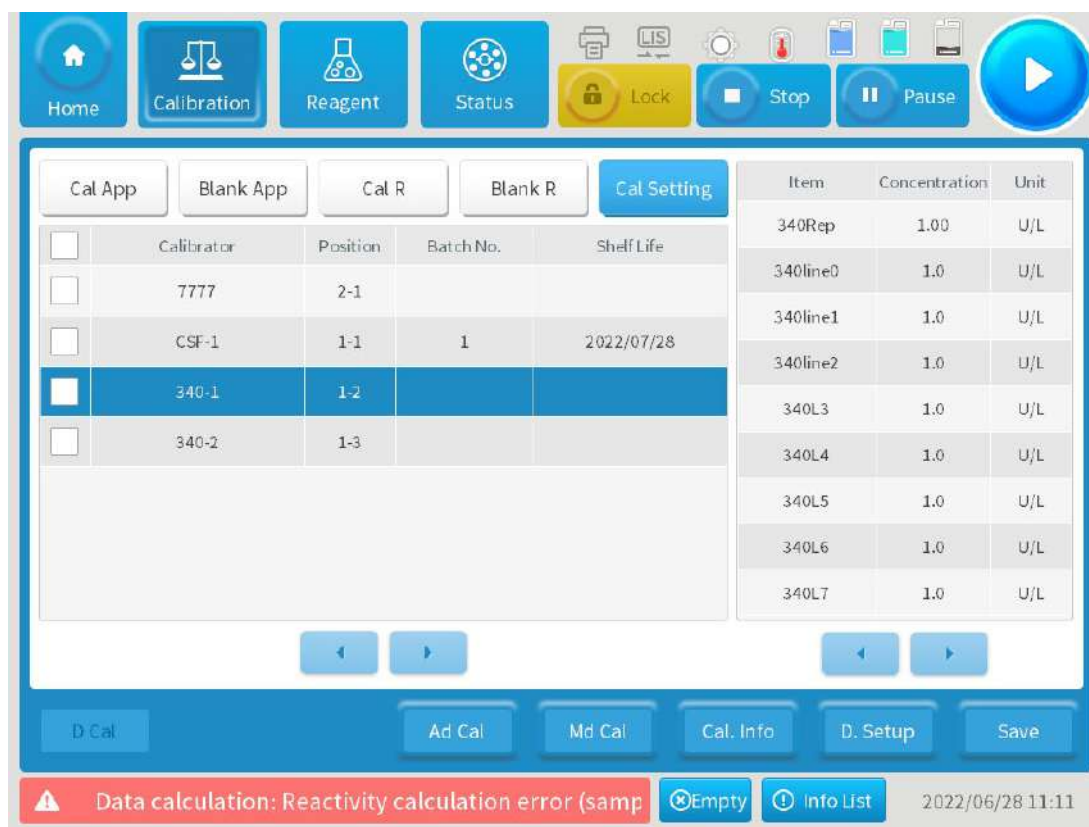 LIS
Home Calibration Reagent Status Lock Stop Pause
Cal App Blank App Cal R Blank R Cal Setting
Calibrator Position Batch No. Shelf Life
7777 2-1
CSF-1 1-1 1 2022/07/28
340-1 1-2
340-2 1-3
Item Concentration Unit
340Rep 1.00 U/L
340line0 1.0 U/L
340line1 1.0 U/L
340line2 1.0 U/L
340L3 1.0 U/L
340L4 1.0 U/L
340L5 1.0 U/L
340L6 1.0 U/L
340L7 1.0 U/L
D Cal Ad Cal Md Cal Cal. Info D. Setup Save
Data calculation: Reactivity calculation error (samp Empty Info List 2022/06/28 11:11